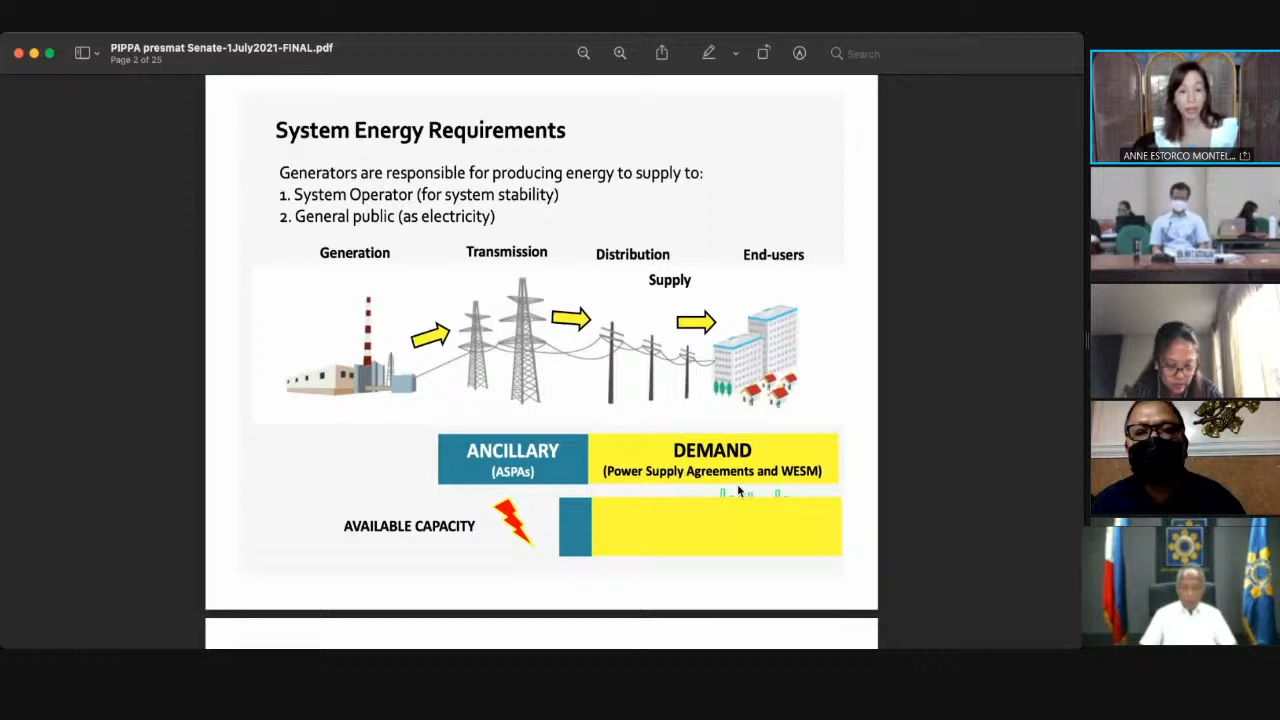 PIPPA presmat Senate-1July2021-FINAL.pdf
Page 2 of 25
Search
System Energy Requirements
Generators are responsible for producing energy to supply to:
1. System Operator (for system stability)
2. General public (as electricity)
Generation
Transmission
Distribution
End-users
Supply
ANCILLARY
(ASPAs)
DEMAND
(Power Supply Agreements and WESM)
AVAILABLE CAPACITY
ANNE ESTORCO MONTEL...